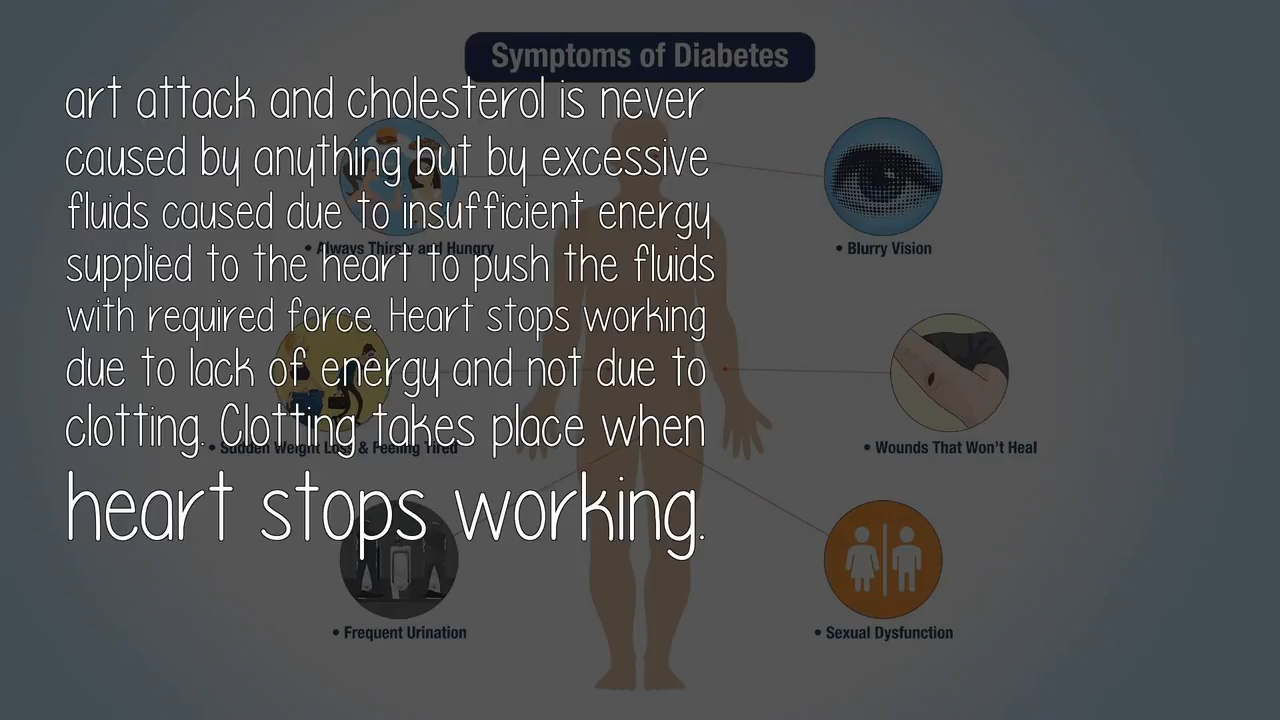 Symptoms of Diabetes
art attack and cholesterol is never
caused by anything but by excessive
fluids caused due to insufficient energy
supplied to the heart to push the fluids
with required force. Heart stops working
due to lack of energy and not due to
clotting. Clotting takes place when
heart stops working.
• Always Thirsty and Hungry
• Blurry Vision
• Sudden Weight Loss & Feeling Tired
• Wounds That Won't Heal
• Frequent Urination
• Sexual Dysfunction